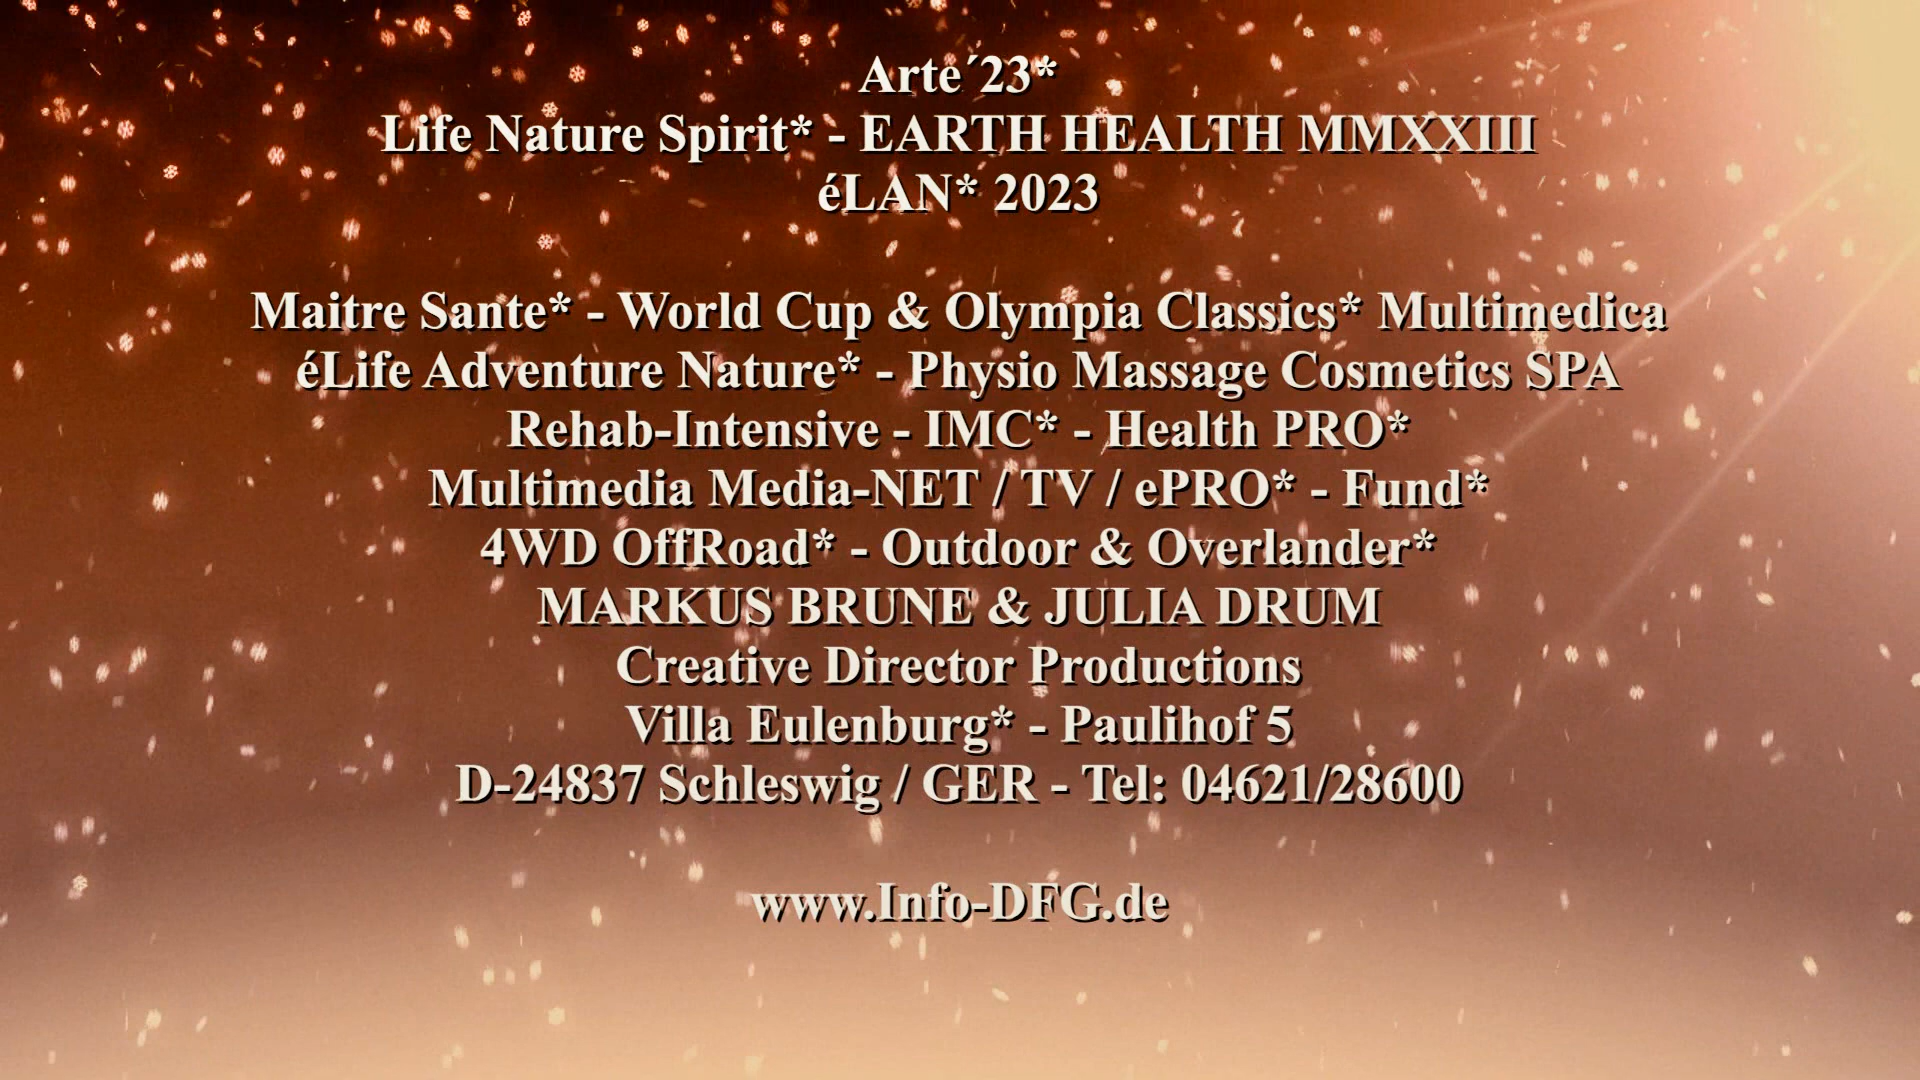 Arte´23*
Life Nature Spirit* - EARTH HEALTH MMXXIII
éLAN* 2023
Maitre Sante* - World Cup & Olympia Classics* Multimedica
éLife Adventure Nature* - Physio Massage Cosmetics SPA
Rehab-Intensive - IMC* - Health PRO*
Multimedia Media-NET / TV / ePRO* - Fund*
4WD OffRoad* - Outdoor & Overlander*
MARKUS BRUNE & JULIA DRUM
Creative Director Productions
Villa Eulenburg* - Paulihof 5
D-24837 Schleswig / GER - Tel: 04621/28600
www.Info-DFG.de